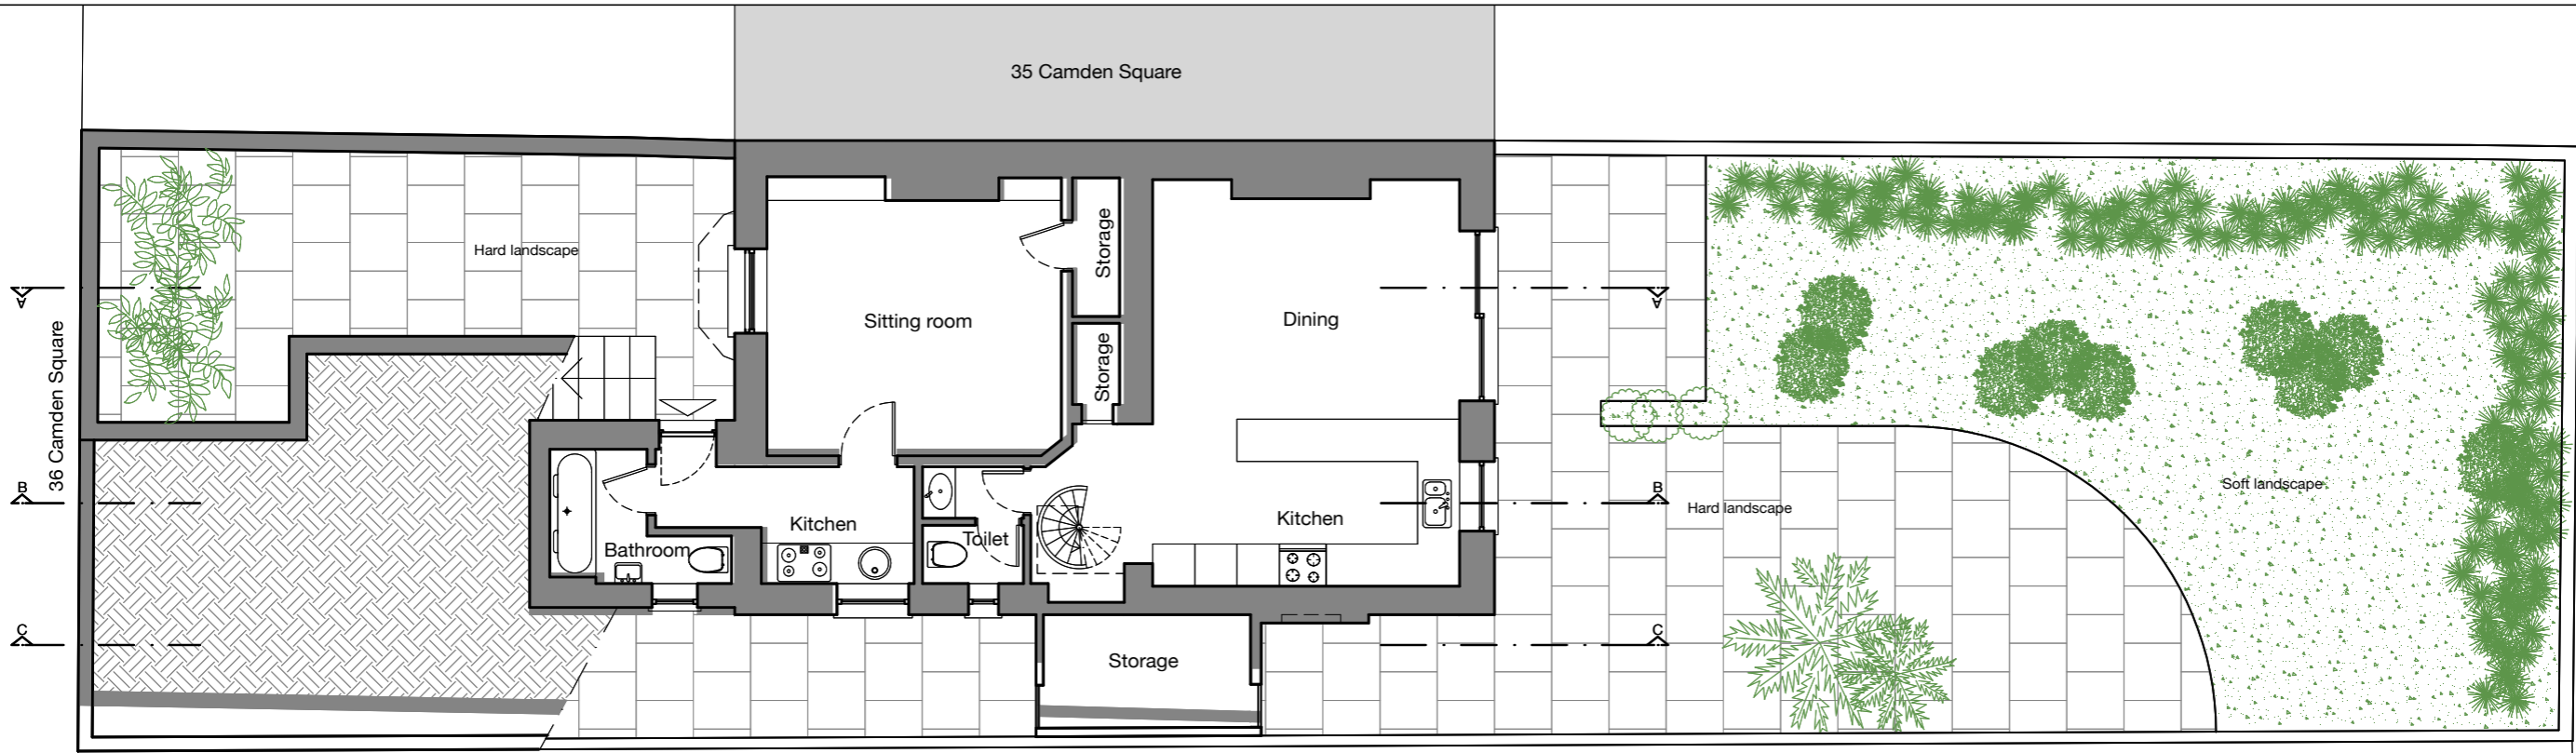 35 Camden Square
Hard landscape
Storage
A
A
Sitting room
Dining
36 Camden Square
Storage
B
B
Soft landscape
Hard landscape
Kitchen
Kitchen
Toilet
Bathroom
C
C
Storage